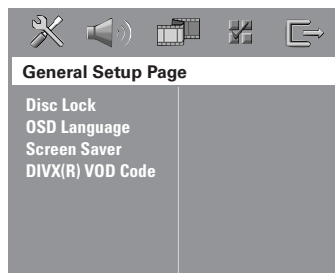 General Setup Page
Disc Lock
OSD Language
Screen Saver
DIVX(R) VOD Code